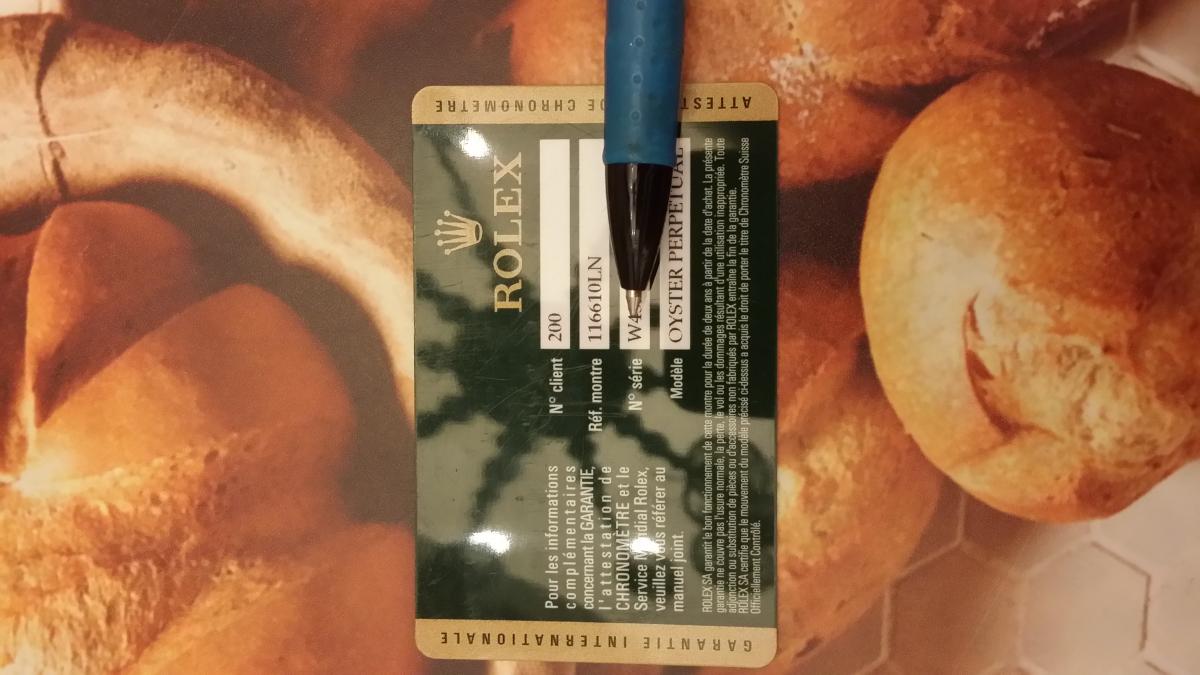 ATTEST DE CHRONOMETRE
ROLEX
N° client 200
Réf. montre 116610LN
N° série W4
Modèle OYSTER PERPETUAL
Pour les informations
complémentaires
concernant la GARANTIE,
l'attestation de
CHRONOMETRE et le
Service Mondial Rolex,
veuillez vous référer au
manuel joint.
ROLEX SA garantit le bon fonctionnement de cette montre pour la durée de deux ans à partir de la date d'achat. La présente
garantie ne couvre pas l'usure normale, la perte, le vol ou les dommages résultant d'une utilisation inappropriée. Toute
adjonction ou substitution de pièces ou d'accessoires non fabriqués par ROLEX entraîne la fin de la garantie.
ROLEX SA certifie que le mouvement du modèle précisé ci-dessus a acquis le droit de porter le titre de Chronomètre Suisse
Officiellement Contrôlé.
GARANTIE INTERNATIONALE